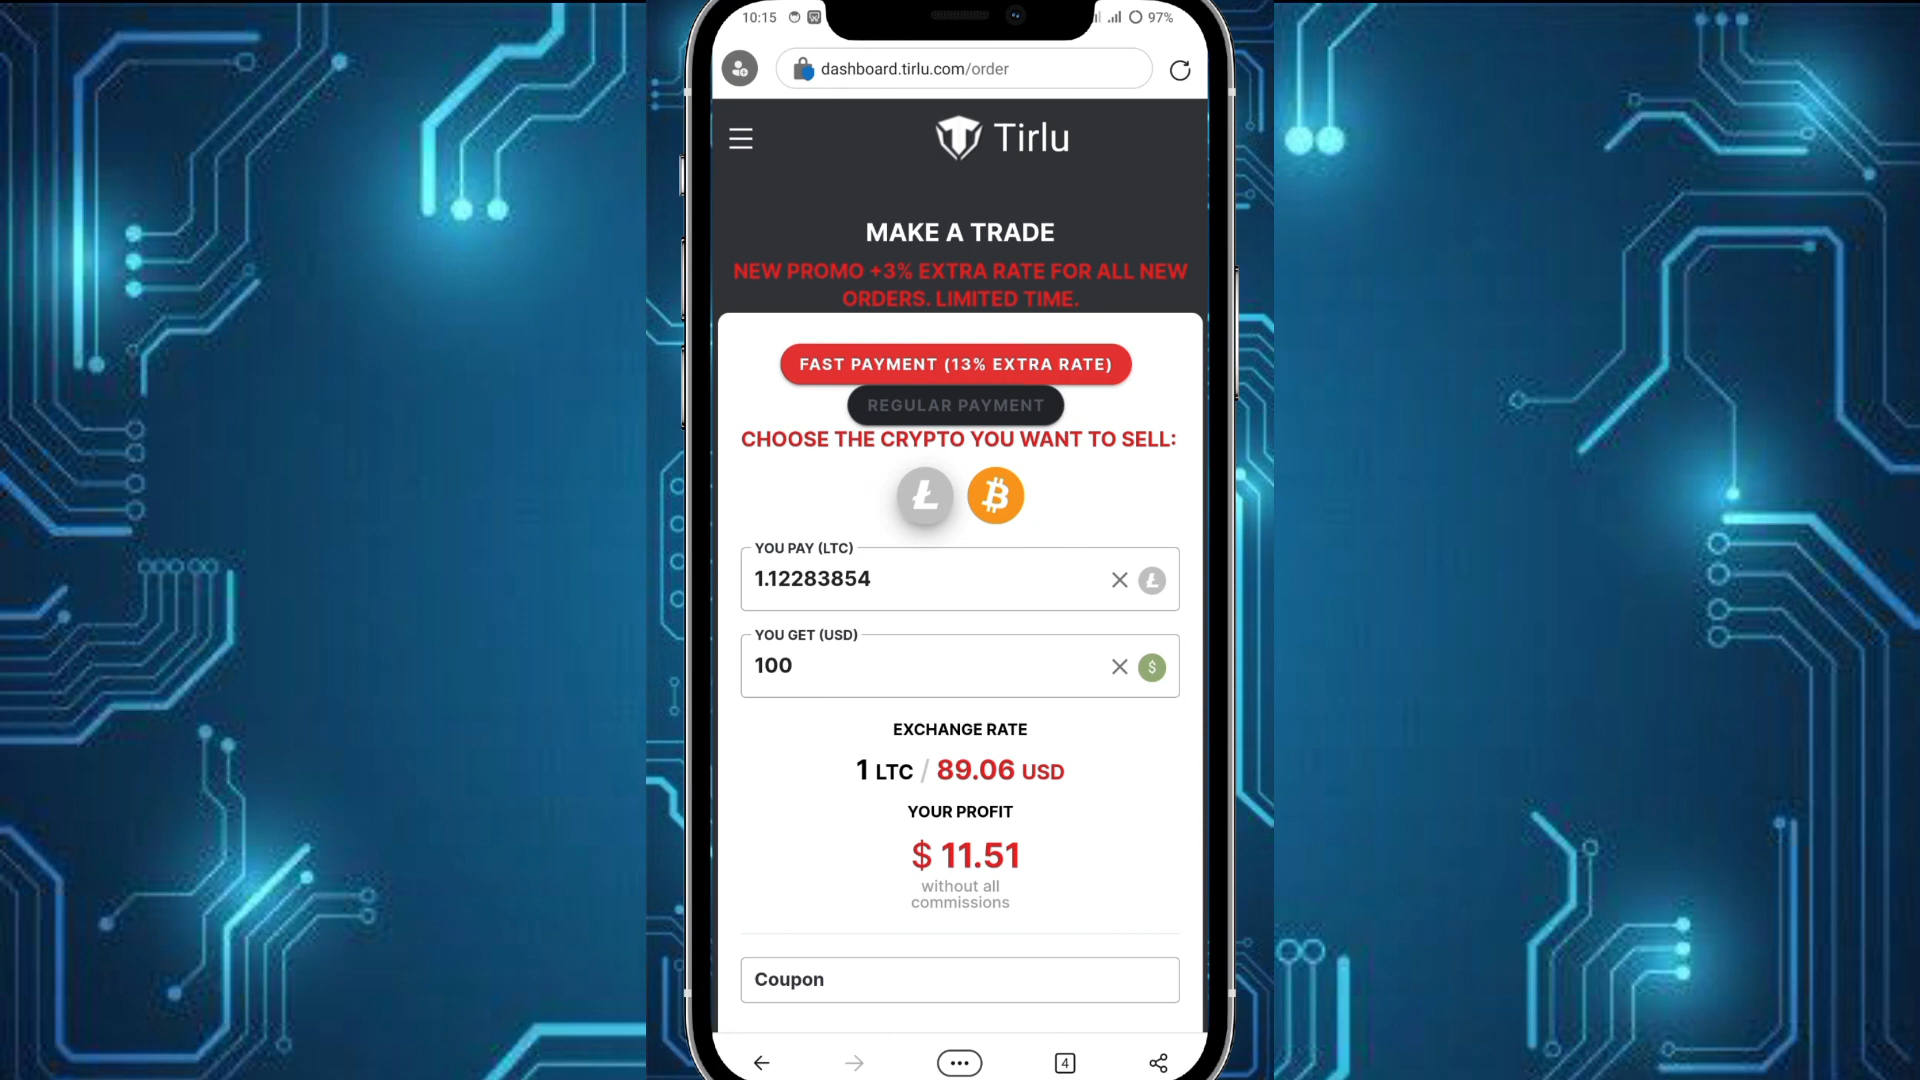 10:15
97%
dashboard.tirlu.com/order
Tirlu
MAKE A TRADE
NEW PROMO +3% EXTRA RATE FOR ALL NEW
ORDERS. LIMITED TIME.
FAST PAYMENT (13% EXTRA RATE)
REGULAR PAYMENT
CHOOSE THE CRYPTO YOU WANT TO SELL:
YOU PAY (LTC)
1.12283854
YOU GET (USD)
100
$
EXCHANGE RATE
1 LTC / 89.06 USD
YOUR PROFIT
$ 11.51
without all
commissions
Coupon
4